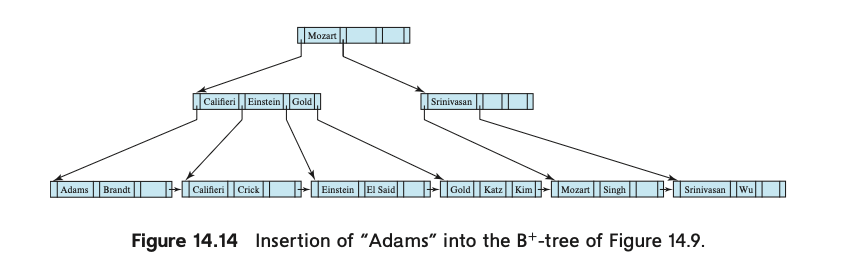 Mozart
Califieri Einstein Gold
Srinivasan
Adams Brandt
Califieri Crick
Einstein El Said
Gold Katz Kim
Mozart Singh
Srinivasan Wu
Figure 14.14 Insertion of “Adams” into the B⁺-tree of Figure 14.9.